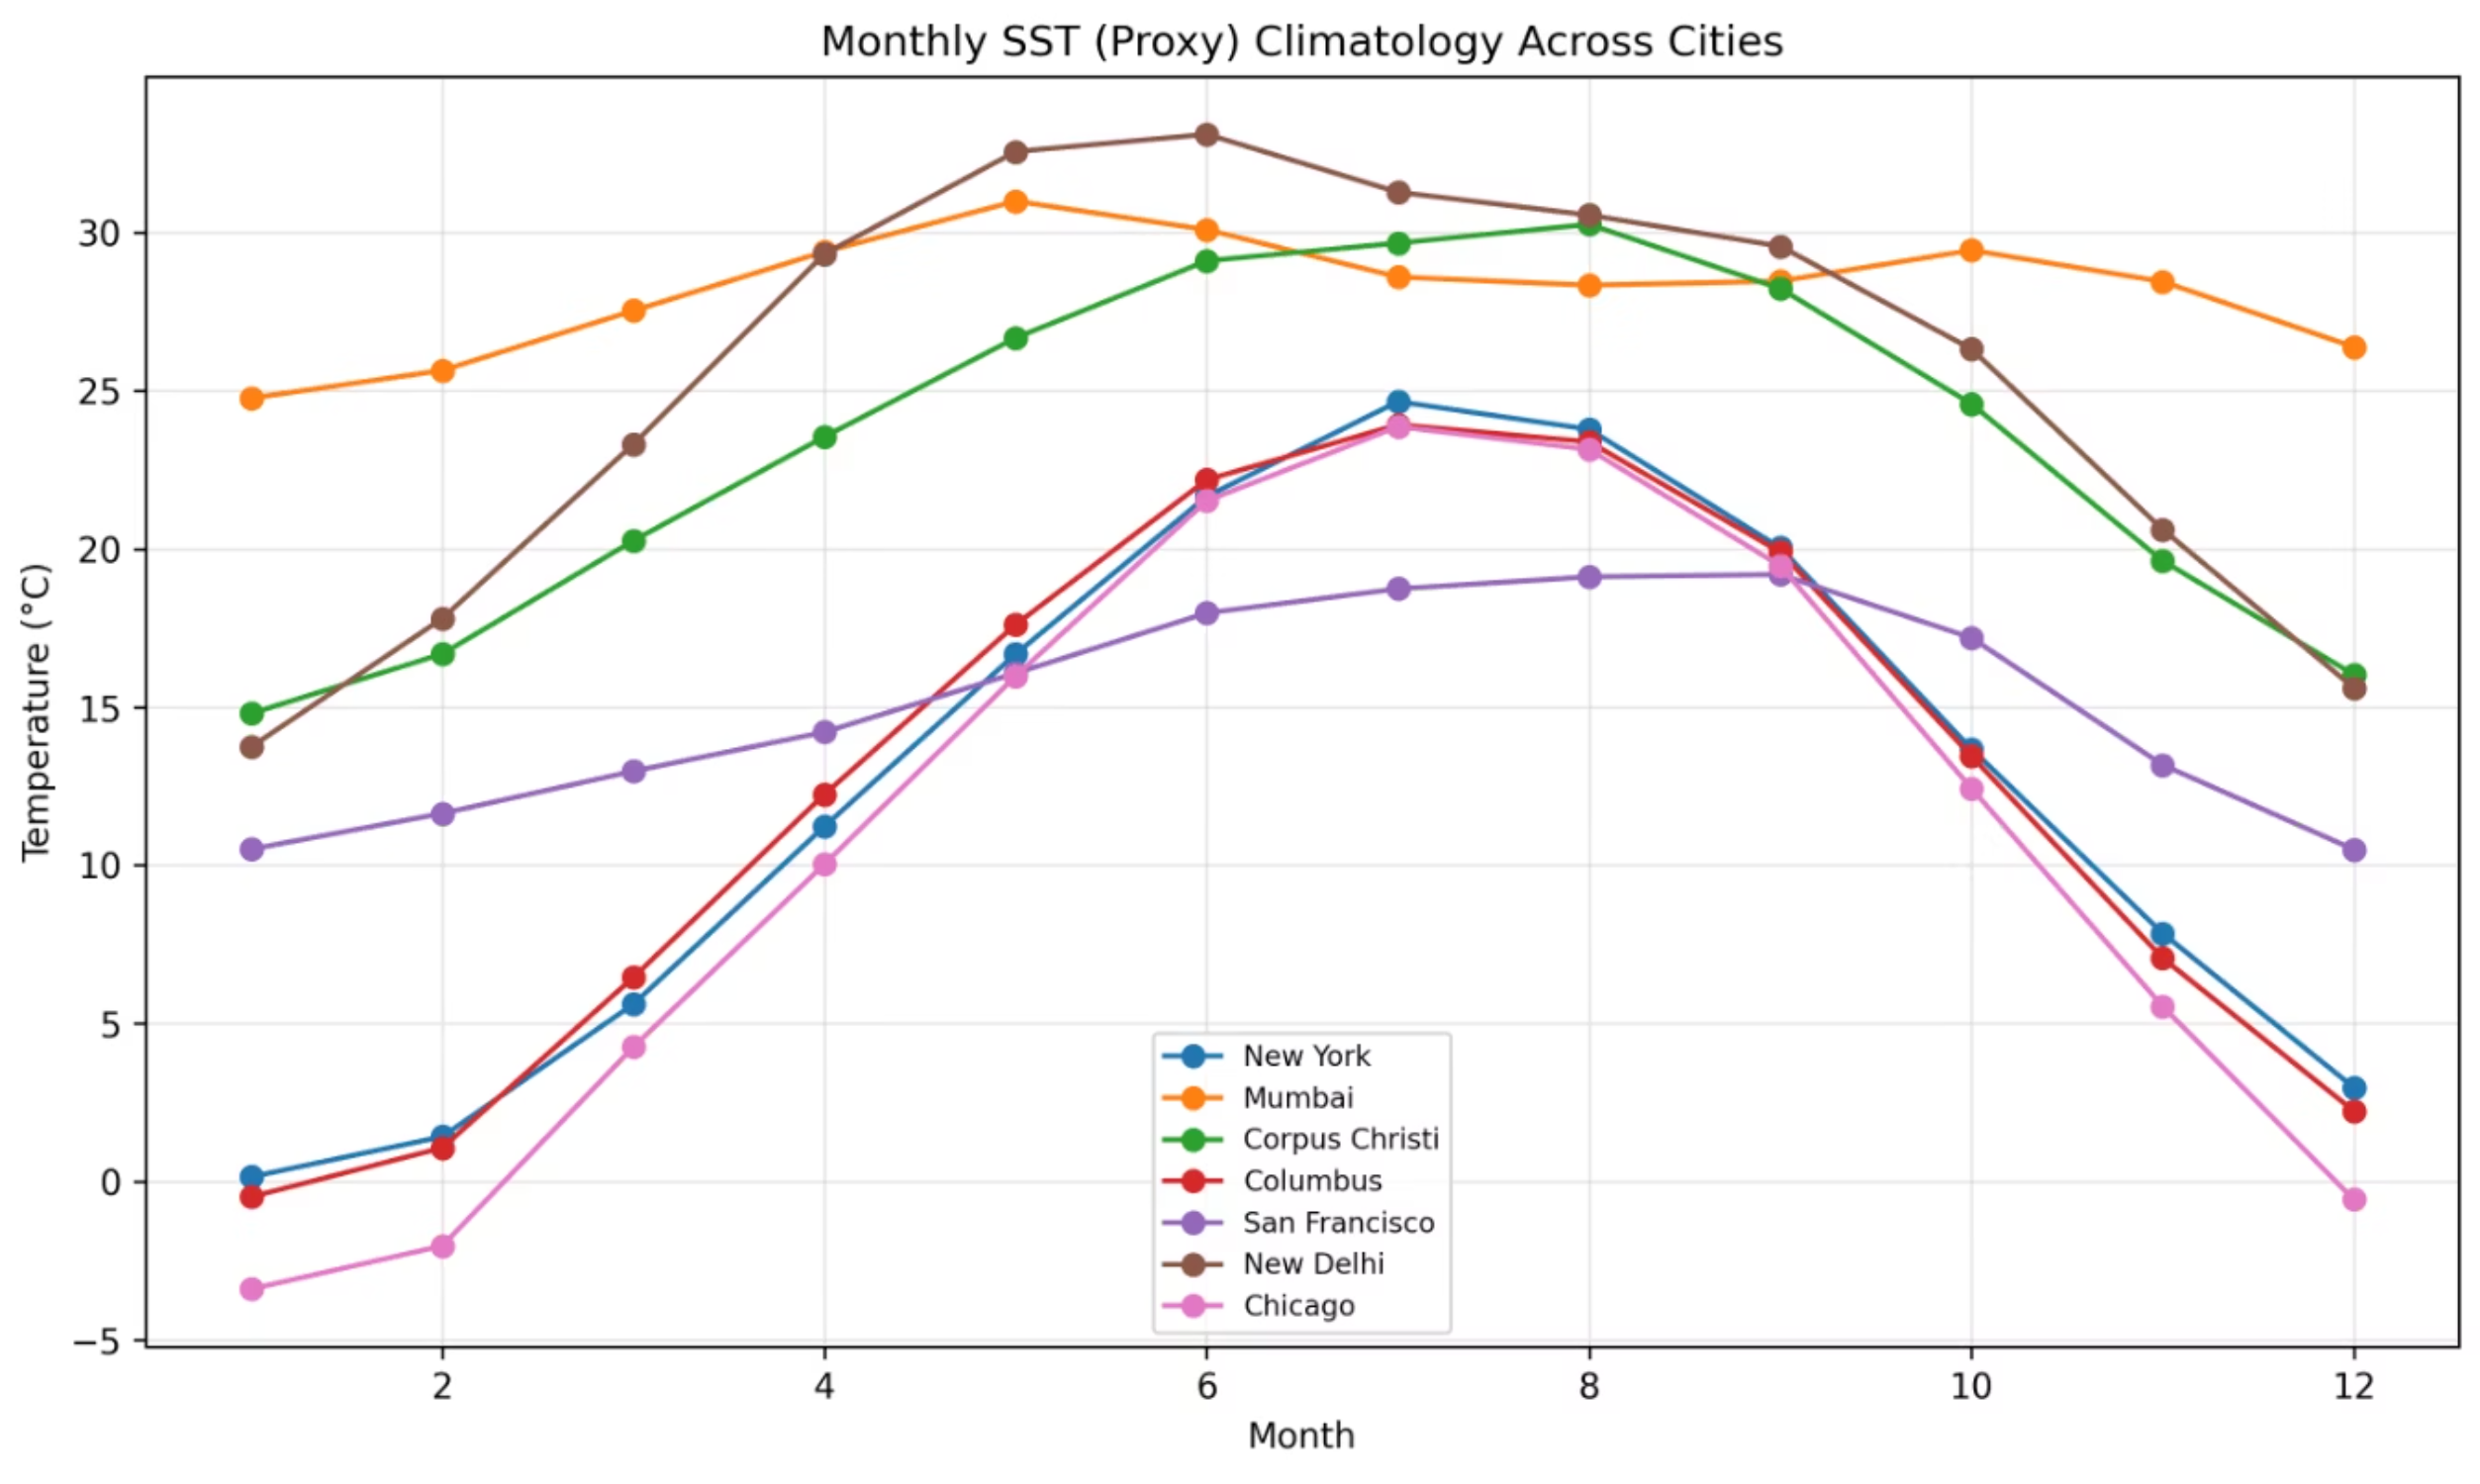 Monthly SST (Proxy) Climatology Across Cities
Temperature (°C)
30
25
20
15
10
5
0
−5
New York
Mumbai
Corpus Christi
Columbus
San Francisco
New Delhi
Chicago
2 4 6 8 10 12
Month